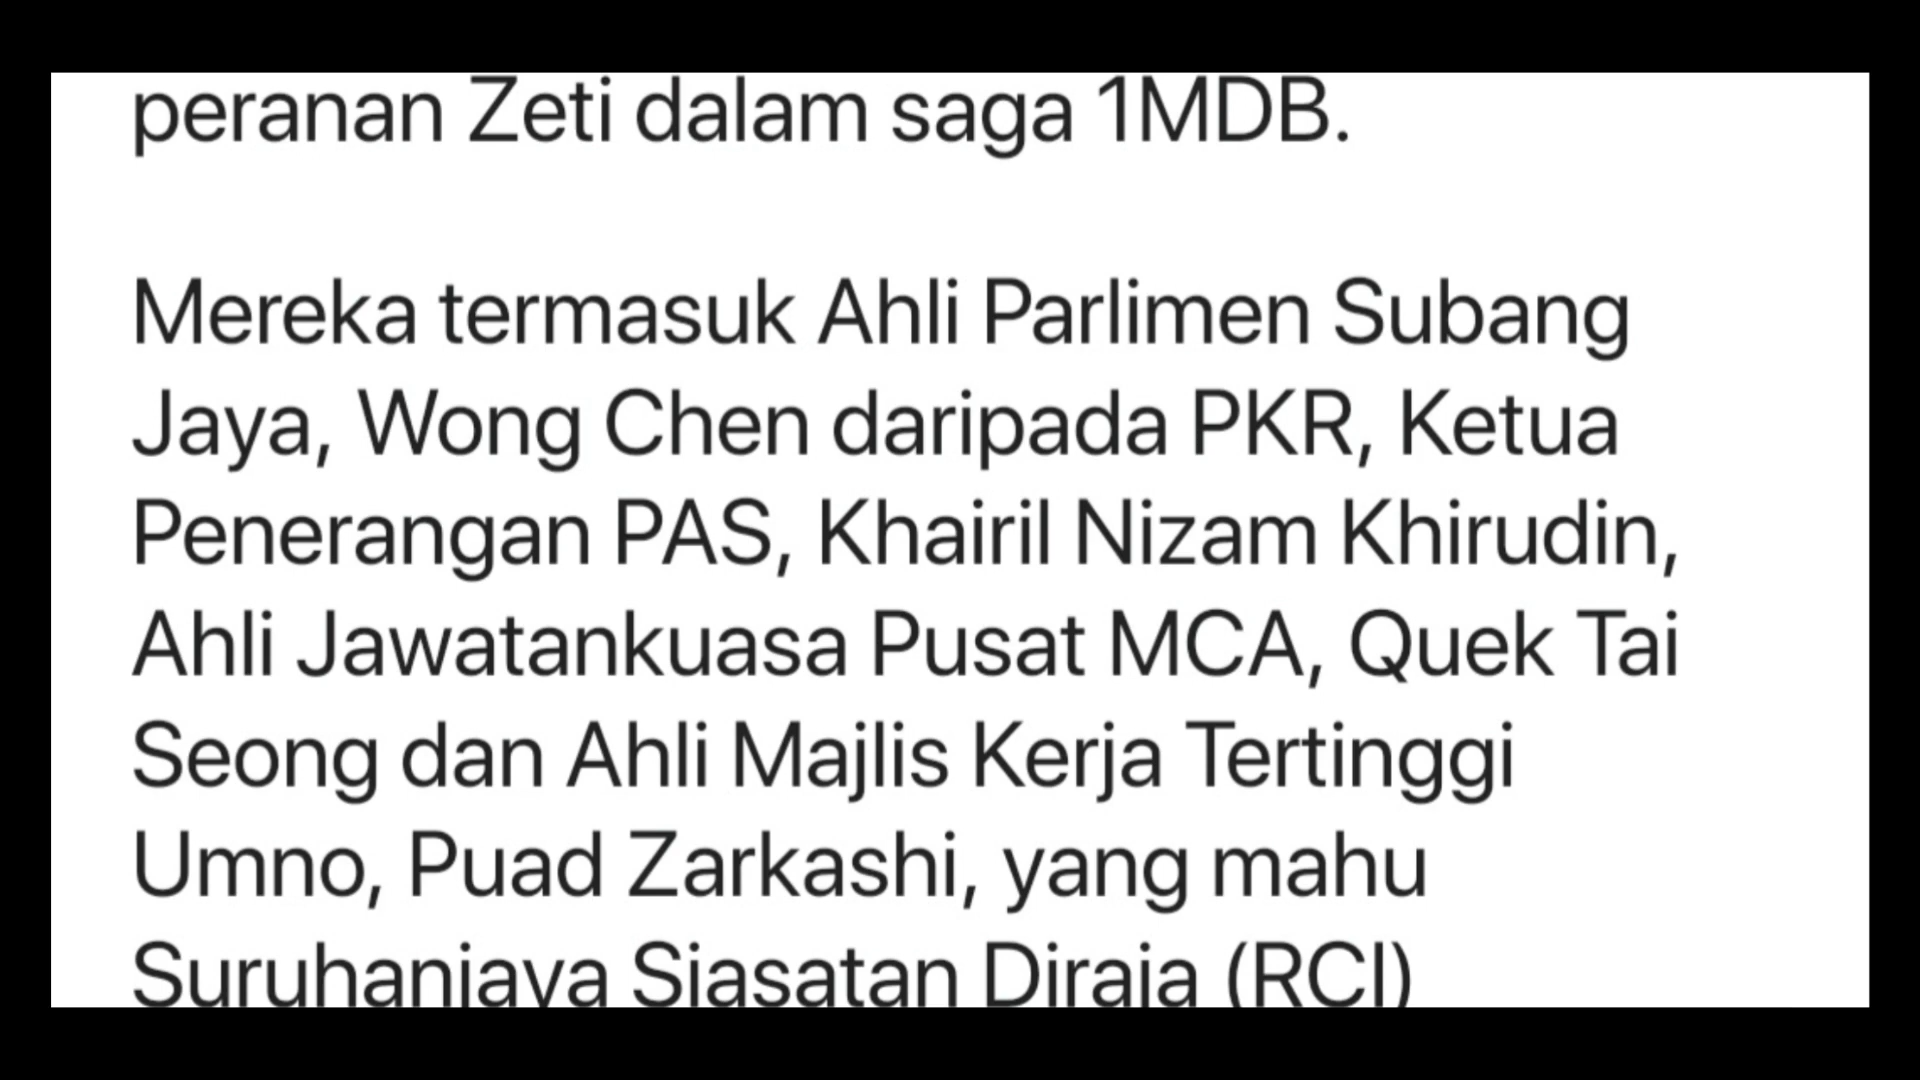 peranan Zeti dalam saga 1MDB.
Mereka termasuk Ahli Parlimen Subang
Jaya, Wong Chen daripada PKR, Ketua
Penerangan PAS, Khairil Nizam Khirudin,
Ahli Jawatankuasa Pusat MCA, Quek Tai
Seong dan Ahli Majlis Kerja Tertinggi
Umno, Puad Zarkashi, yang mahu
Suruhanjaya Siasatan Diraja (RCI)